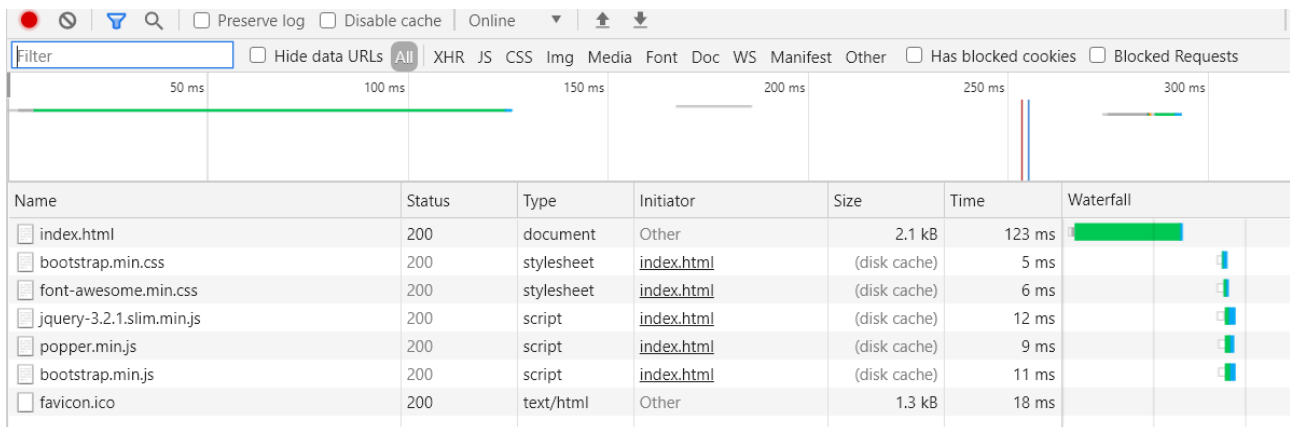 Preserve log Disable cache Online
Filter Hide data URLs All XHR JS CSS Img Media Font Doc WS Manifest Other Has blocked cookies Blocked Requests
50 ms 100 ms 150 ms 200 ms 250 ms 300 ms
Name Status Type Initiator Size Time Waterfall
index.html 200 document Other 2.1 kB 123 ms
bootstrap.min.css 200 stylesheet index.html (disk cache) 5 ms
font-awesome.min.css 200 stylesheet index.html (disk cache) 6 ms
jquery-3.2.1.slim.min.js 200 script index.html (disk cache) 12 ms
popper.min.js 200 script index.html (disk cache) 9 ms
bootstrap.min.js 200 script index.html (disk cache) 11 ms
favicon.ico 200 text/html Other 1.3 kB 18 ms